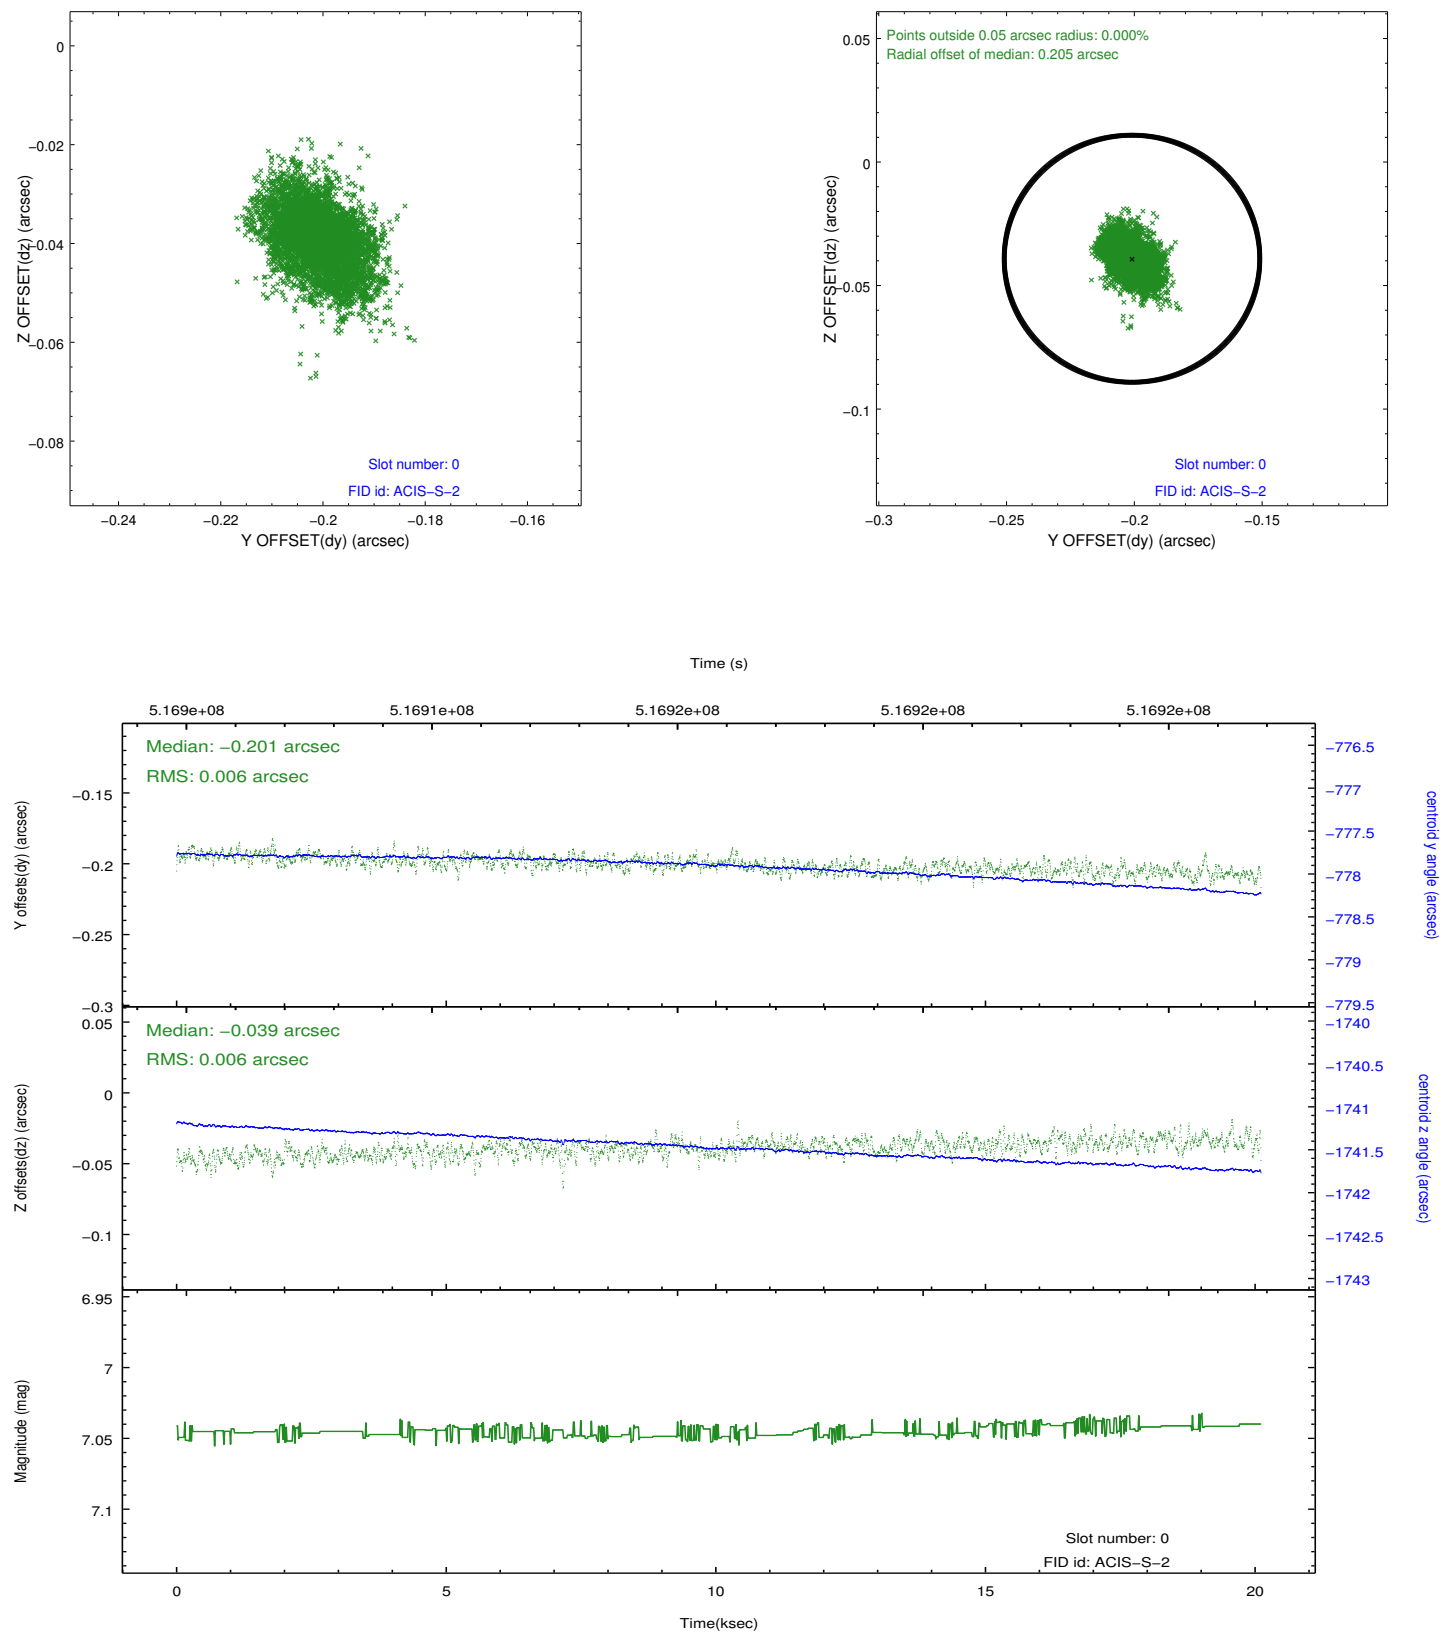 0
−0.02
−0.04
−0.06
−0.08
Z OFFSET(dz) (arcsec)
Slot number: 0
FID id: ACIS−S−2
−0.24
−0.22
−0.2
−0.18
−0.16
Y OFFSET(dy) (arcsec)
Points outside 0.05 arcsec radius: 0.000%
Radial offset of median: 0.205 arcsec
0.05
0
−0.05
−0.1
Z OFFSET(dz) (arcsec)
Slot number: 0
FID id: ACIS−S−2
−0.3
−0.25
−0.2
−0.15
Y OFFSET(dy) (arcsec)
Time (s)
5.169e+08
5.1691e+08
5.1692e+08
5.1692e+08
5.1692e+08
Median: −0.201 arcsec
RMS: 0.006 arcsec
−0.15
−0.2
−0.25
−0.3
Y offsets(dy) (arcsec)
−776.5
−777
−777.5
−778
−778.5
−779
−779.5
centroid y angle (arcsec)
Median: −0.039 arcsec
RMS: 0.006 arcsec
0.05
0
−0.05
−0.1
Z offsets(dz) (arcsec)
−1740
−1740.5
−1741
−1741.5
−1742
−1742.5
−1743
centroid z angle (arcsec)
6.95
7
7.05
7.1
Magnitude (mag)
Slot number: 0
FID id: ACIS−S−2
0
5
10
15
20
Time(ksec)